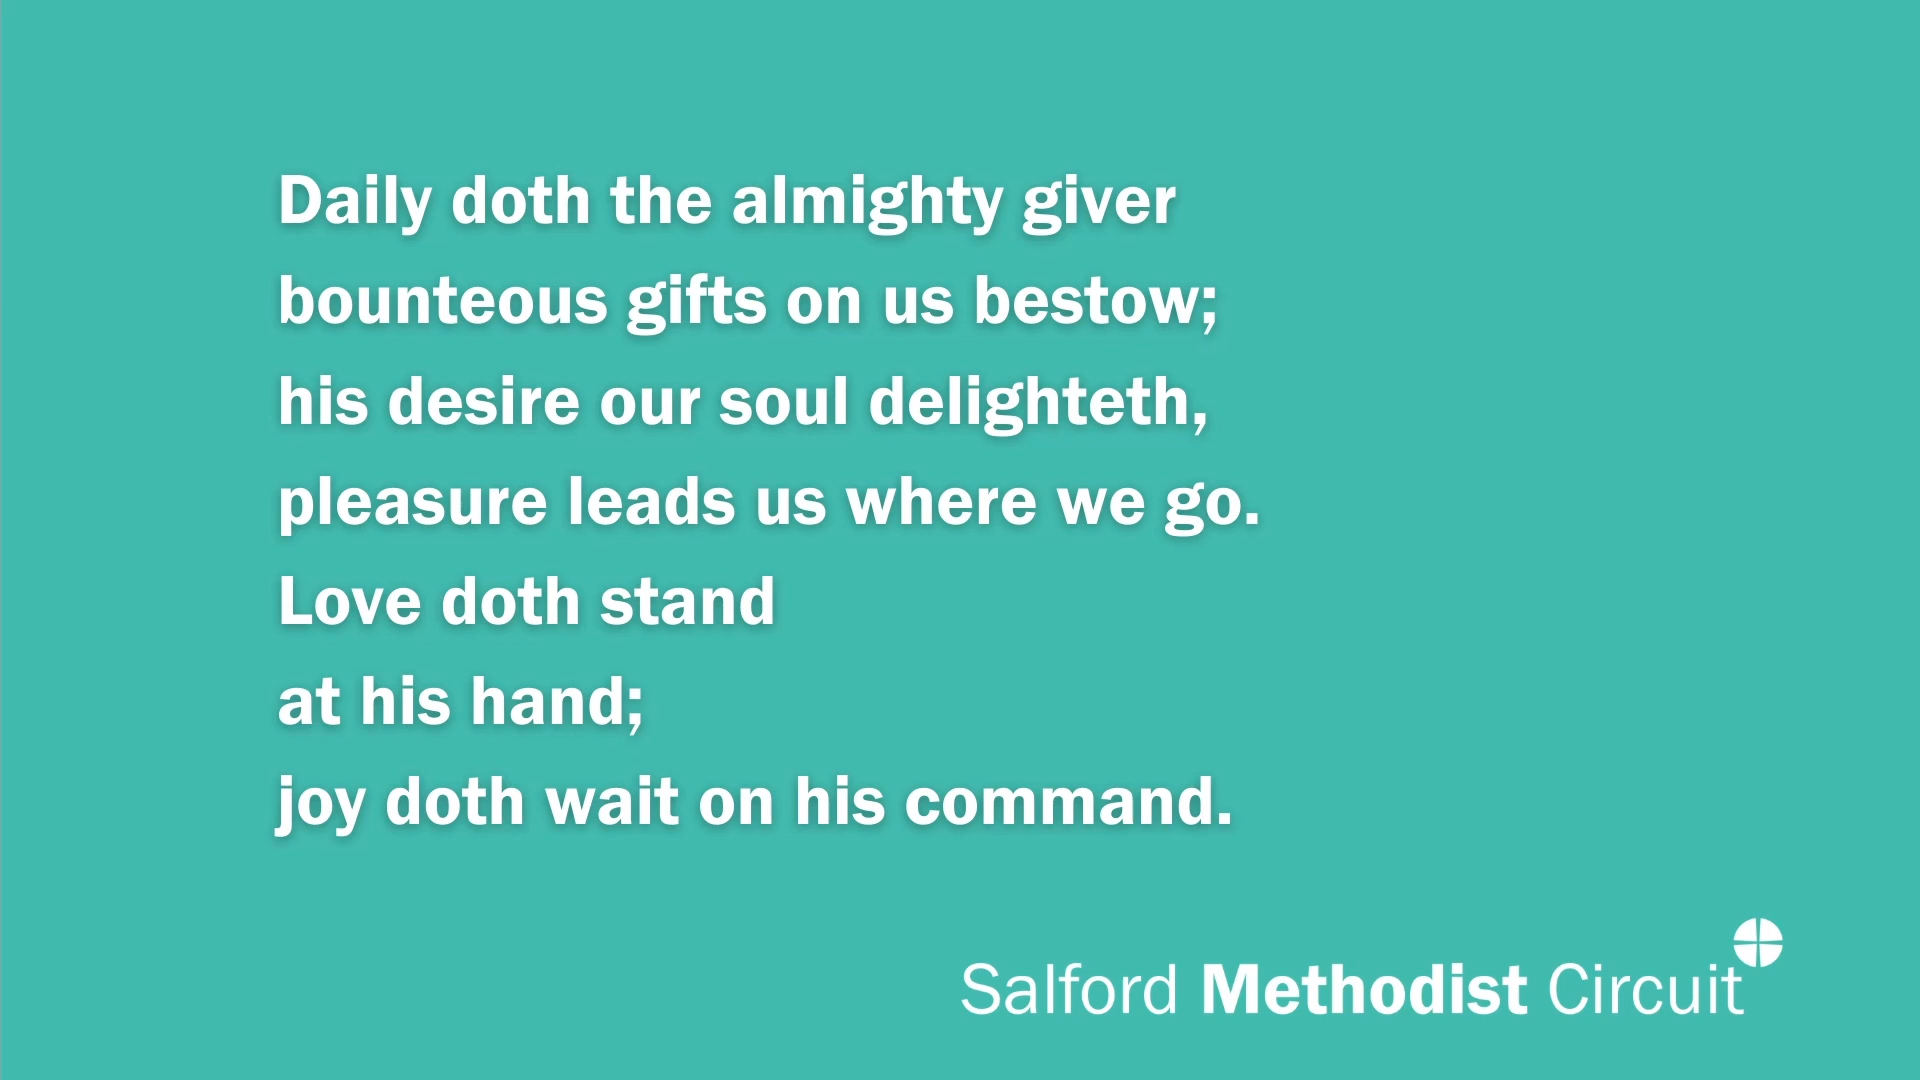 Daily doth the almighty giver
bounteous gifts on us bestow;
his desire our soul delighteth,
pleasure leads us where we go.
Love doth stand
at his hand;
joy doth wait on his command.
Salford Methodist Circuit